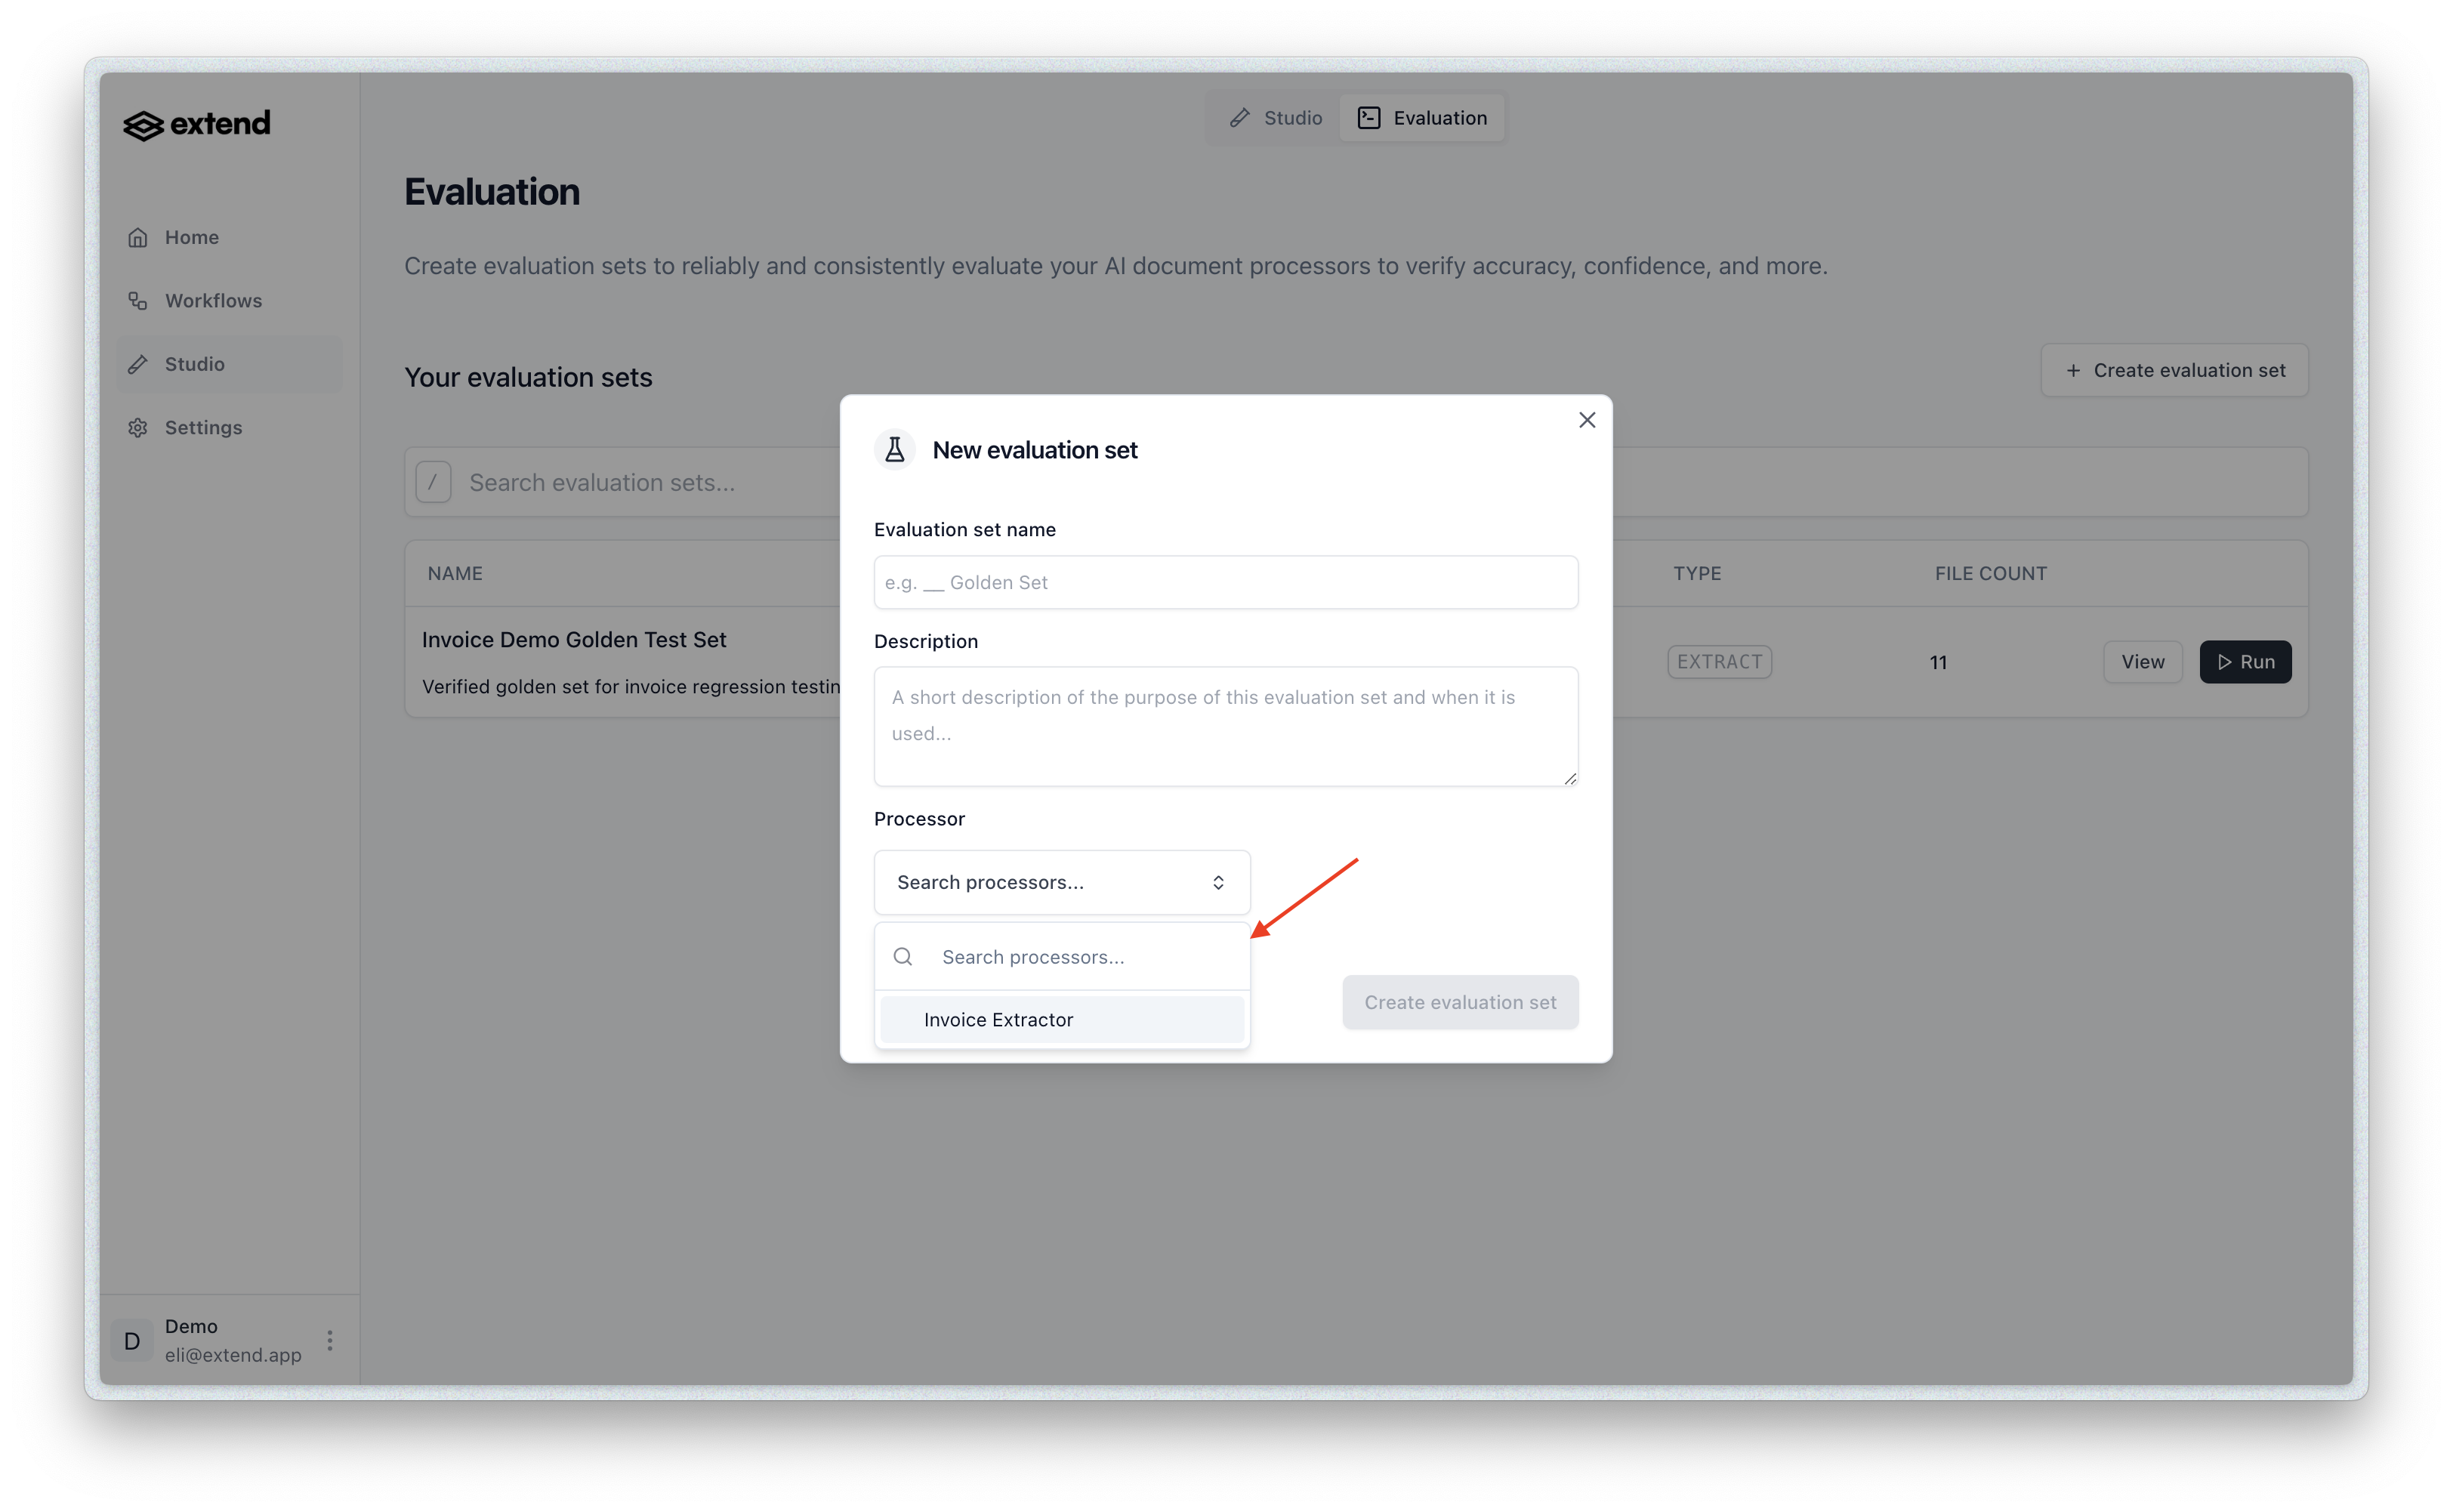 extend
Home
Workflows
Studio
Settings
Demo
D
eli@extend.app
Studio
Evaluation
Evaluation
Create evaluation sets to reliably and consistently evaluate your AI document processors to verify accuracy, confidence, and more.
Your evaluation sets
+ Create evaluation set
/ Search evaluation sets...
NAME
TYPE
FILE COUNT
Invoice Demo Golden Test Set
Verified golden set for invoice regression testin
EXTRACT
11
View
Run
New evaluation set
Evaluation set name
e.g. __ Golden Set
Description
A short description of the purpose of this evaluation set and when it is
used...
Processor
Search processors...
Search processors...
Invoice Extractor
Create evaluation set